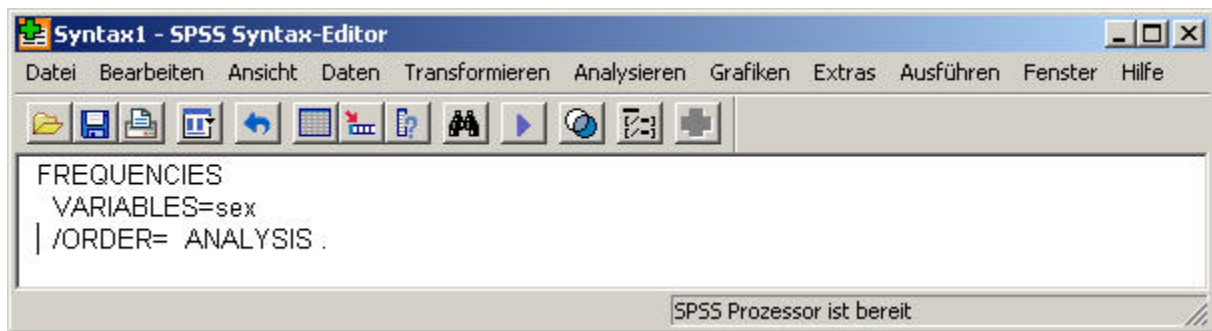 Syntax1 - SPSS Syntax-Editor
Datei Bearbeiten Ansicht Daten Transformieren Analysieren Grafiken Extras Ausführen Fenster Hilfe
FREQUENCIES
VARIABLES=sex
/ORDER= ANALYSIS .
SPSS Prozessor ist bereit